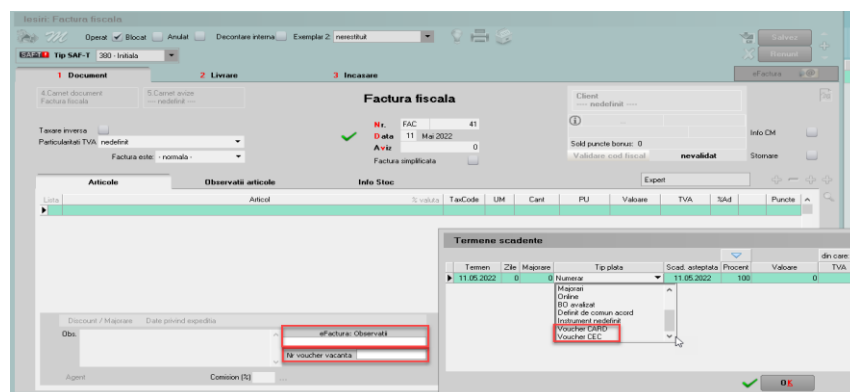 Iesiri: Factura fiscala
Operat Blocat Anulat Decontare interna Exemplar 2: nerestituit Salvez
Tip SAF-T 380 - Initiala Renunt
1 Document 2 Livrare 3 Incasare eFactura
4.Carnet document 5.Carnet avize Client
Factura fiscala --- nedefinit --- Factura fiscala ---- nedefinit ----
Nr. FAC 41
Taxare inversa Data 11 Mai 2022 Info CM
Particularitati TVA nedefinit Aviz 0 Sold puncte bonus: 0
Factura este: - normala - Factura simplificata Validare cod fiscal nevalidat Stornare
Articole Observatii articole Info Stoc Expert
Lista Articol % valuta TaxCode UM Cant PU Valoare TVA %Ad Puncte
Termene scadente
din care:
Termen Zile Majorare Tip plata Scad. asteptata Procent Valoare TVA
11.05.2022 0 0 Numerar 11.05.2022 100 0
Majorari
Online
BO avalizat
Definit de comun acord
Instrument nedefinit
Voucher CARD
Voucher CEC
Discount / Majorare Date privind expeditia
Obs. eFactura: Observatii
Nr voucher vacanta
Agent Comision (%) ...
OK